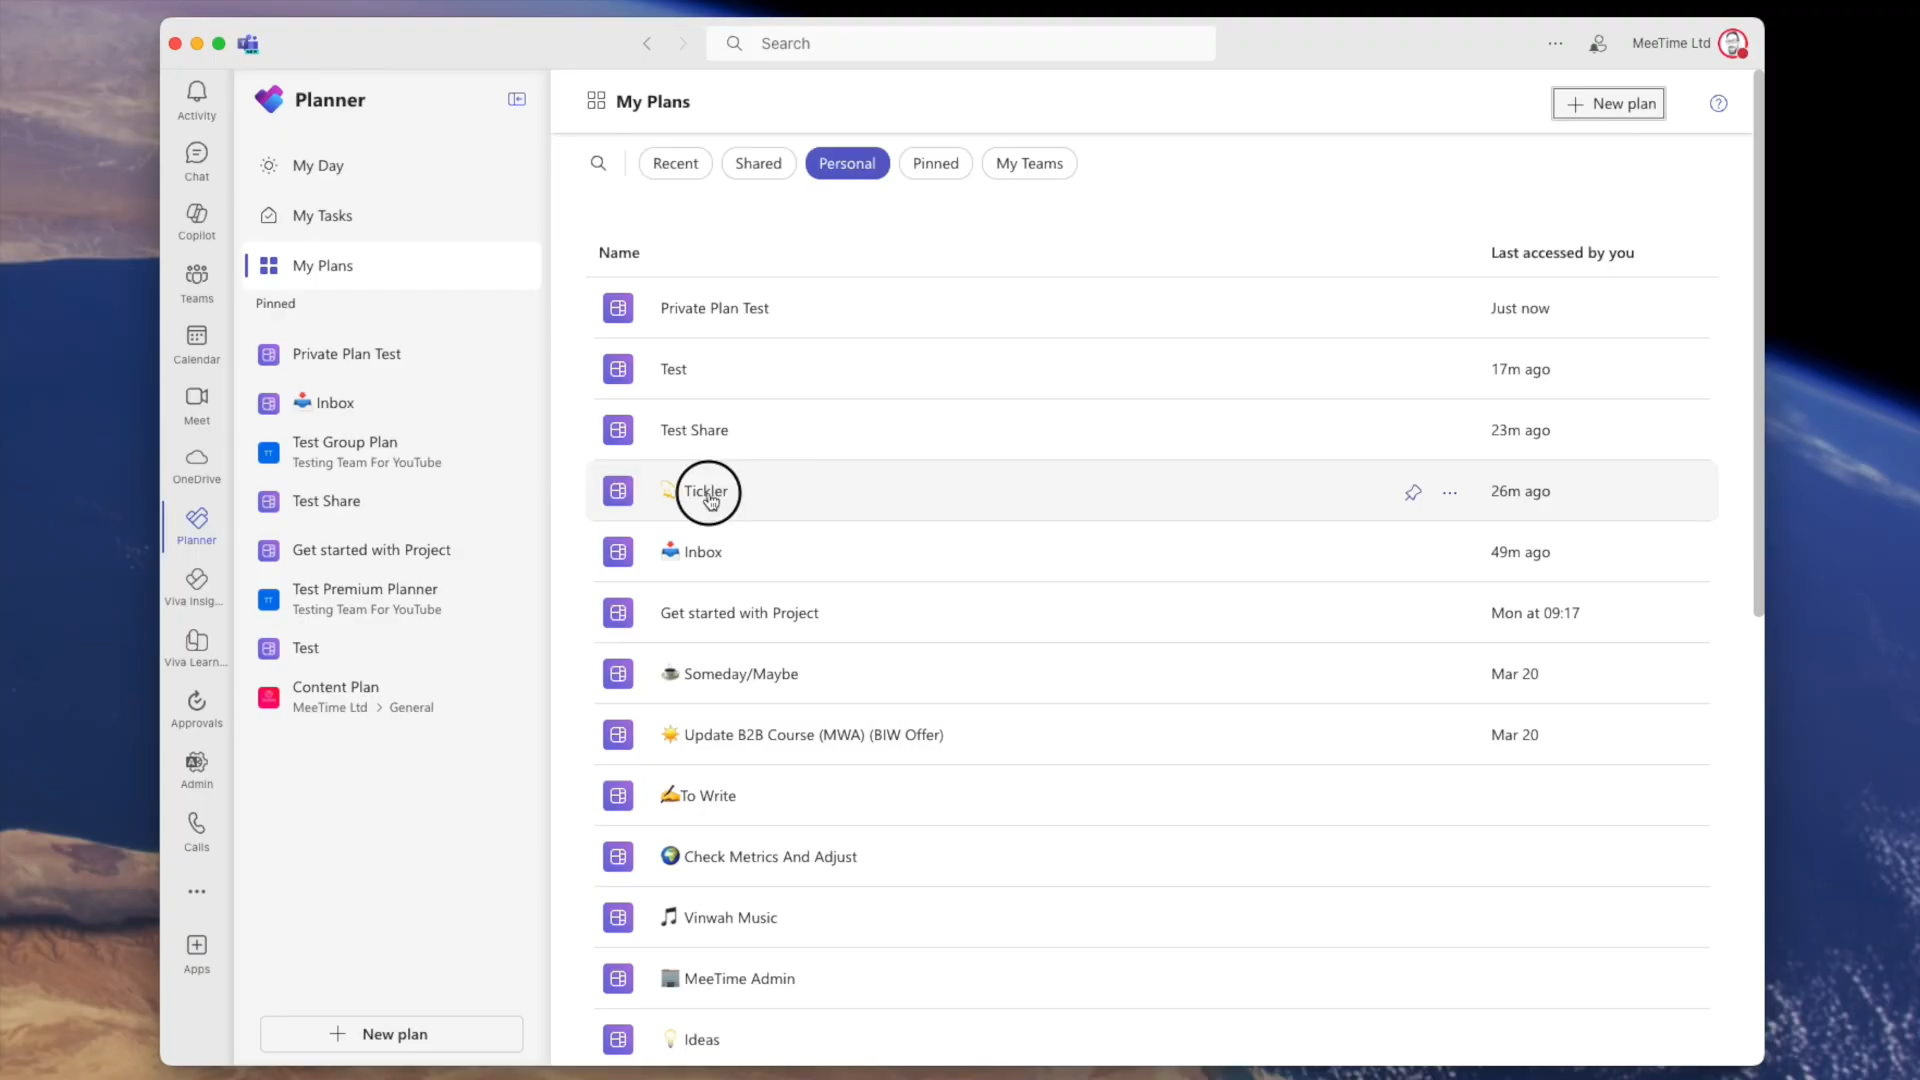 Search
MeeTime Ltd
Activity
Chat
Copilot
Teams
Calendar
Meet
OneDrive
Planner
Viva Insig...
Viva Learn...
Approvals
Admin
Calls
Apps
Planner
My Day
My Tasks
My Plans
Pinned
Private Plan Test
Inbox
TT
Test Group Plan
Testing Team For YouTube
Test Share
Get started with Project
TT
Test Premium Planner
Testing Team For YouTube
Test
Content Plan
MeeTime Ltd > General
New plan
My Plans
New plan
Recent
Shared
Personal
Pinned
My Teams
Name
Last accessed by you
Private Plan Test
Just now
Test
17m ago
Test Share
23m ago
Tickler
26m ago
Inbox
49m ago
Get started with Project
Mon at 09:17
Someday/Maybe
Mar 20
Update B2B Course (MWA) (BIW Offer)
Mar 20
To Write
Check Metrics And Adjust
Vinwah Music
MeeTime Admin
Ideas